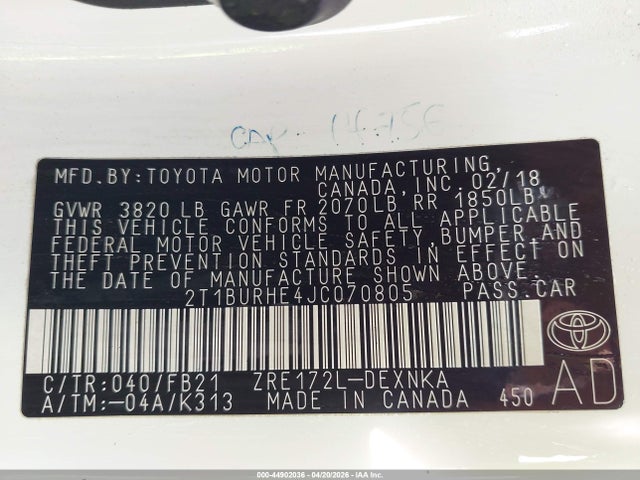 MFD.BY:TOYOTA MOTOR MANUFACTURING,
CANADA,INC.02/18
GVWR 3820 LB GAWR FR 2070LB,RR 1850LB
THIS VEHICLE CONFORMS TO ALL APPLICABLE
FEDERAL MOTOR VEHICLE SAFETY,BUMPER,AND
THEFT PREVENTION STANDARDS IN EFFECT ON
THE DATE OF MANUFACTURE SHOWN ABOVE.
2T1BURHE4JC070805 PASS.CAR
C/TR:040/FB21 ZRE172L-DEXNKA
A/TM:-04A/K313 MADE IN CANADA 450
AD
000-44902036 - 04/20/2026 - IAAI Inc. - Copyright